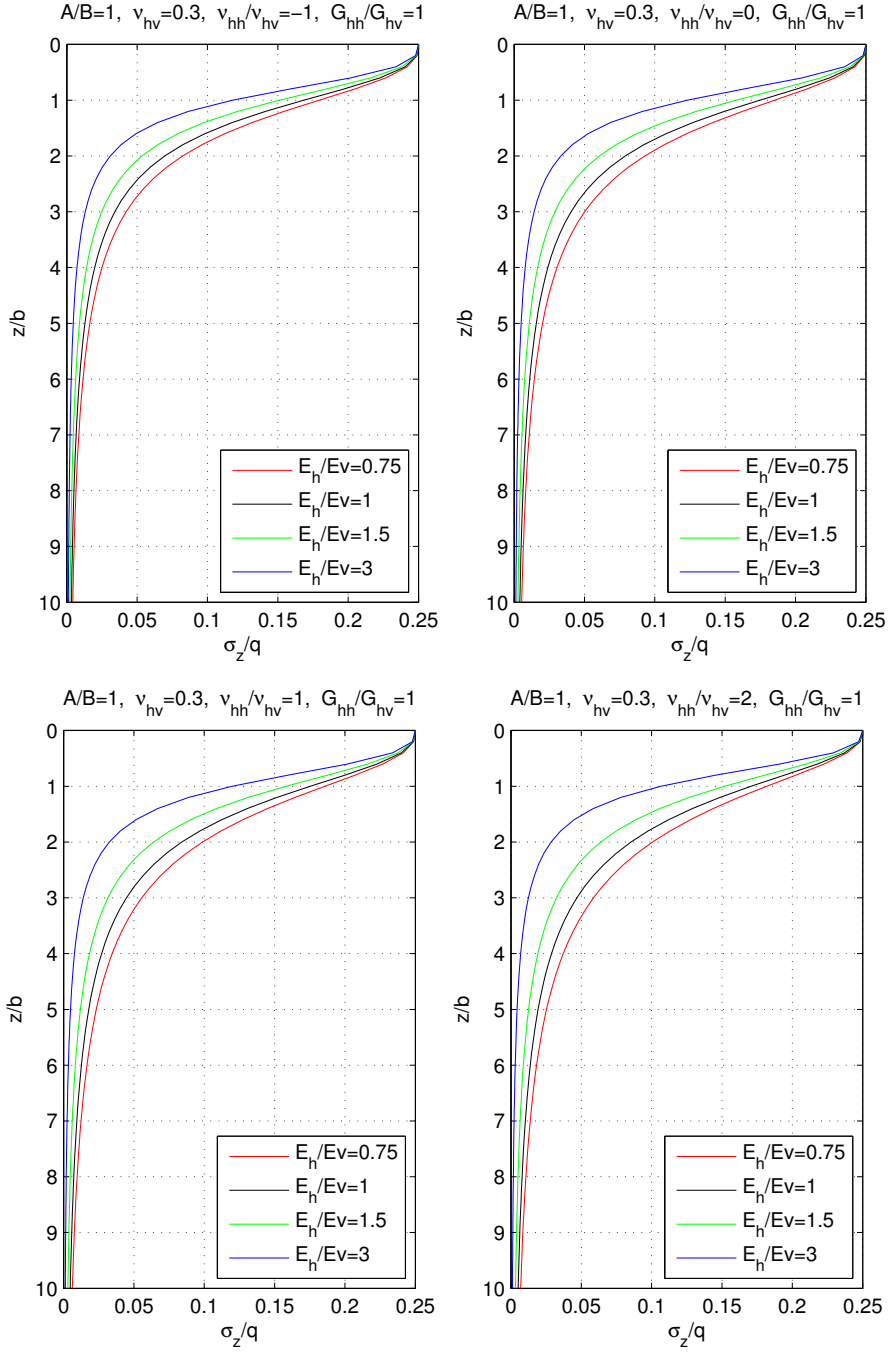 A/B=1, ν_hv=0.3, ν_hh/ν_hv=−1, G_hh/G_hv=1
0
1
2
3
4
5
6
7
8
9
10
z/b
E_h/Ev=0.75
E_h/Ev=1
E_h/Ev=1.5
E_h/Ev=3
0 0.05 0.1 0.15 0.2 0.25
σ_z/q
A/B=1, ν_hv=0.3, ν_hh/ν_hv=0, G_hh/G_hv=1
0
1
2
3
4
5
6
7
8
9
10
z/b
E_h/Ev=0.75
E_h/Ev=1
E_h/Ev=1.5
E_h/Ev=3
0 0.05 0.1 0.15 0.2 0.25
σ_z/q
A/B=1, ν_hv=0.3, ν_hh/ν_hv=1, G_hh/G_hv=1
0
1
2
3
4
5
6
7
8
9
10
z/b
E_h/Ev=0.75
E_h/Ev=1
E_h/Ev=1.5
E_h/Ev=3
0 0.05 0.1 0.15 0.2 0.25
σ_z/q
A/B=1, ν_hv=0.3, ν_hh/ν_hv=2, G_hh/G_hv=1
0
1
2
3
4
5
6
7
8
9
10
z/b
E_h/Ev=0.75
E_h/Ev=1
E_h/Ev=1.5
E_h/Ev=3
0 0.05 0.1 0.15 0.2 0.25
σ_z/q